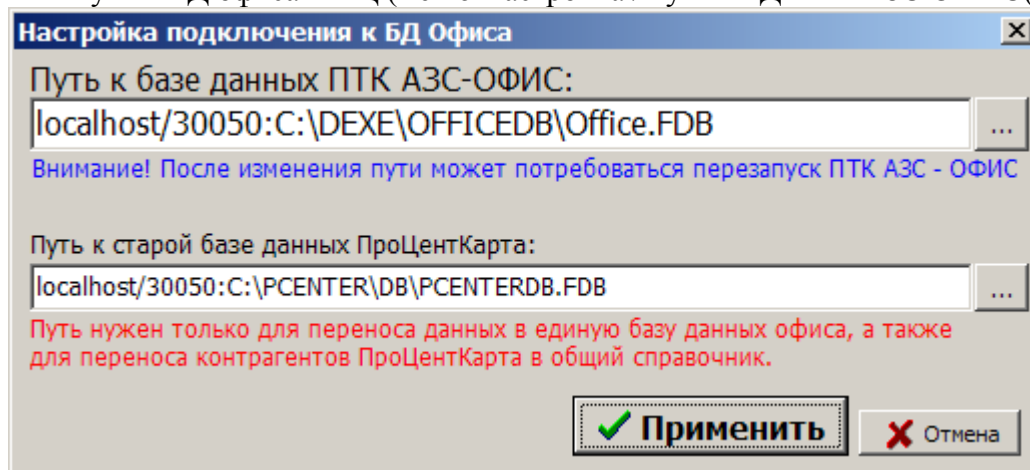 Настройка подключения к БД Офиса
Путь к базе данных ПТК АЗС-ОФИС:
localhost/30050:C:\DEXE\OFFICEDB\Office.FDB
...
Внимание! После изменения пути может потребоваться перезапуск ПТК АЗС - ОФИС
Путь к старой базе данных ПроЦентКарта:
localhost/30050:C:\PCENTER\DB\PCENTERDB.FDB
...
Путь нужен только для переноса данных в единую базу данных офиса, а также
для переноса контрагентов ПроЦентКарта в общий справочник.
Применить
Отмена